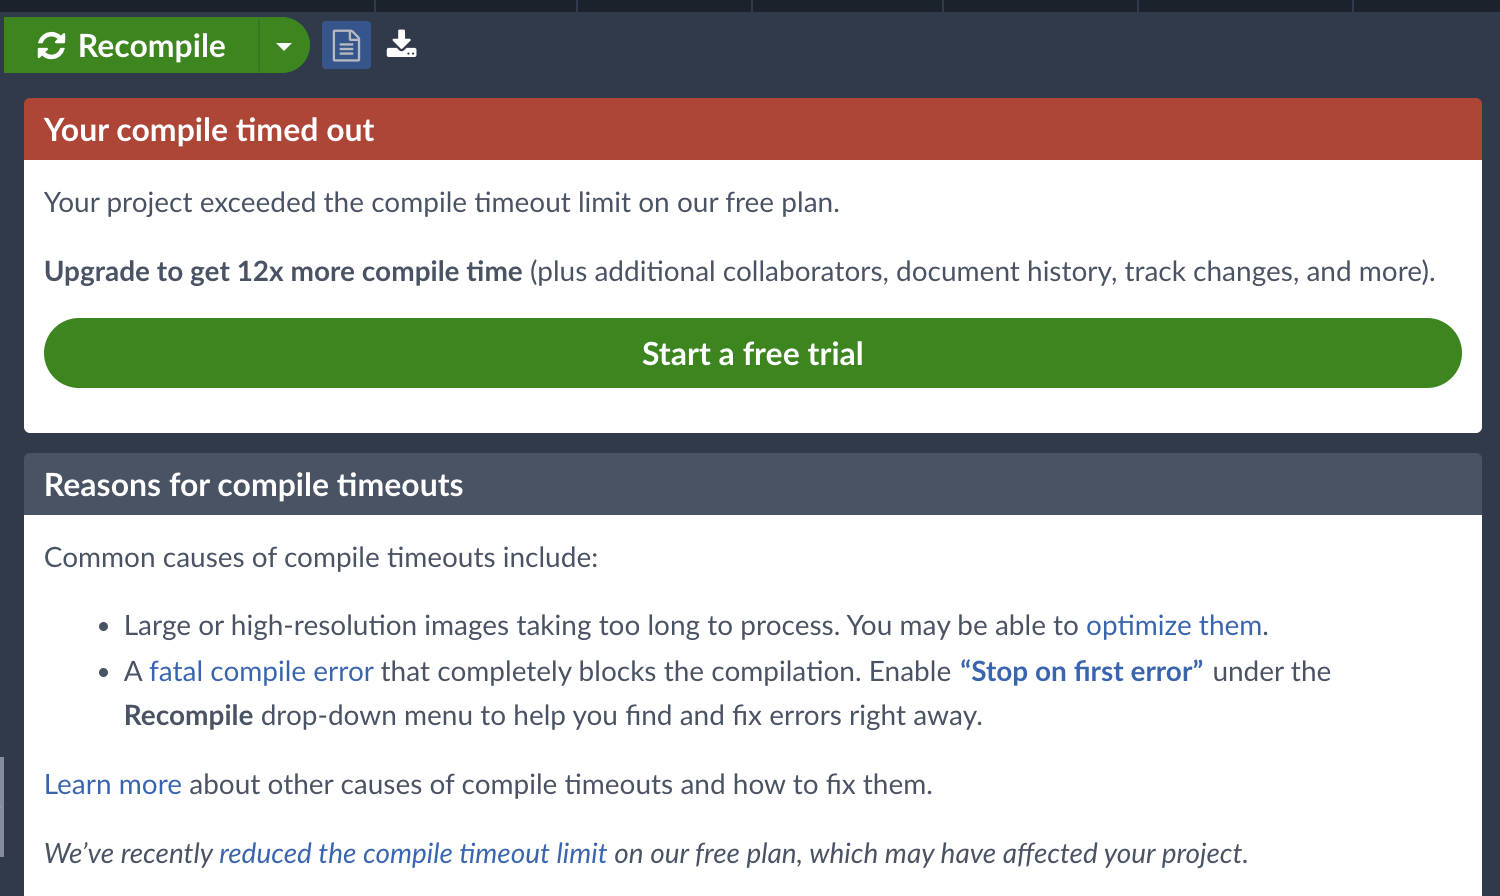 Recompile
Your compile timed out
Your project exceeded the compile timeout limit on our free plan.
Upgrade to get 12x more compile time (plus additional collaborators, document history, track changes, and more).
Start a free trial
Reasons for compile timeouts
Common causes of compile timeouts include:
• Large or high-resolution images taking too long to process. You may be able to optimize them.
• A fatal compile error that completely blocks the compilation. Enable “Stop on first error” under the
Recompile drop-down menu to help you find and fix errors right away.
Learn more about other causes of compile timeouts and how to fix them.
We’ve recently reduced the compile timeout limit on our free plan, which may have affected your project.